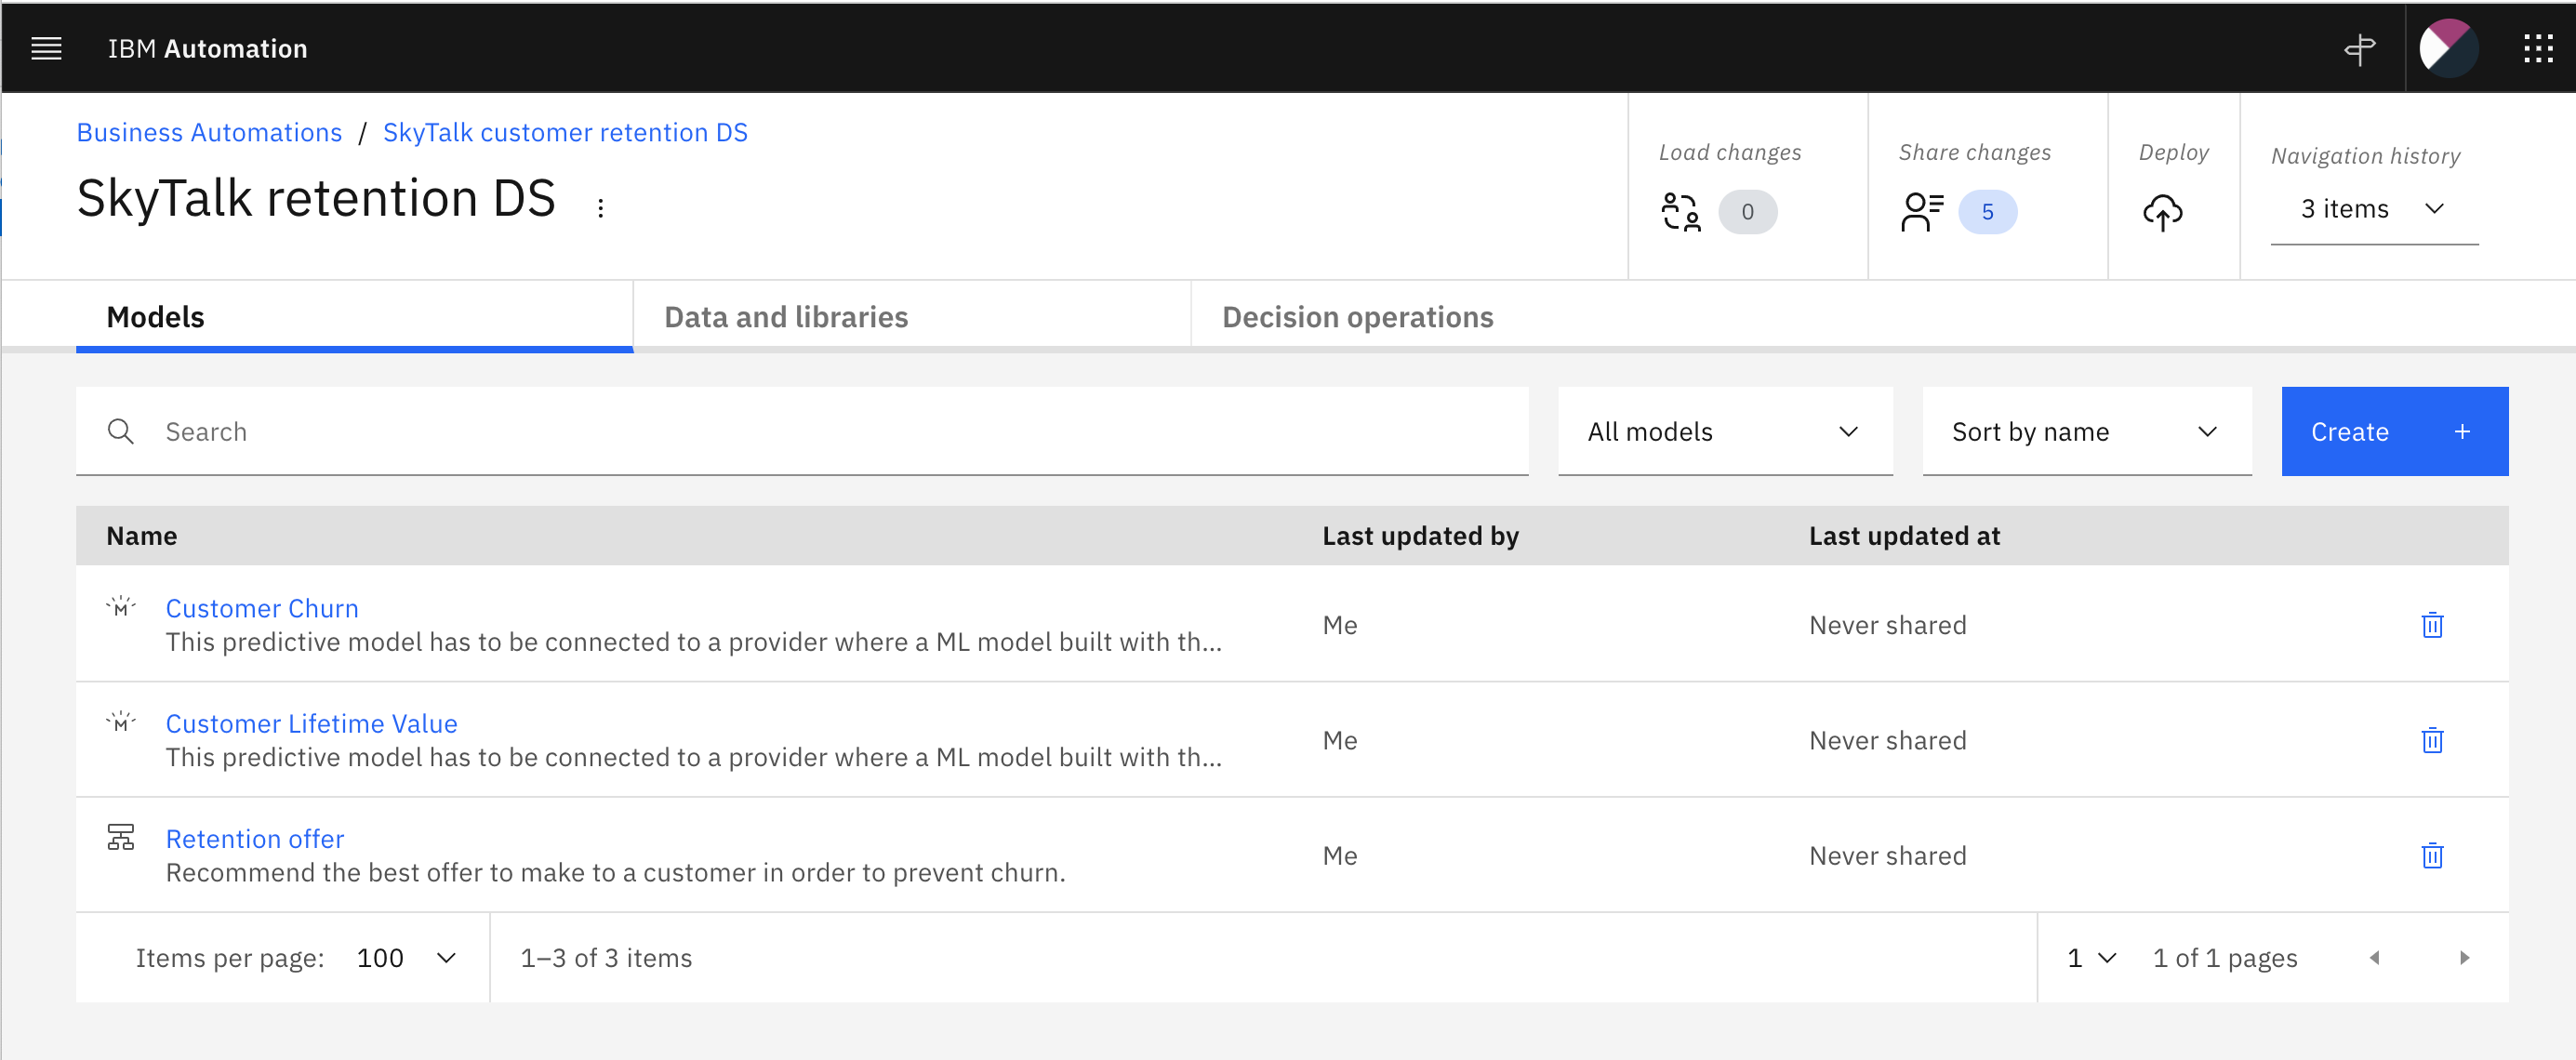 IBM Automation
Business Automations / SkyTalk customer retention DS
SkyTalk retention DS
Load changes
0
Share changes
5
Deploy
Navigation history
3 items
Models
Data and libraries
Decision operations
Search
All models
Sort by name
Create +
Name
Last updated by
Last updated at
Customer Churn
This predictive model has to be connected to a provider where a ML model built with th...
Me
Never shared
Customer Lifetime Value
This predictive model has to be connected to a provider where a ML model built with th...
Me
Never shared
Retention offer
Recommend the best offer to make to a customer in order to prevent churn.
Me
Never shared
Items per page: 100
1–3 of 3 items
1
1 of 1 pages